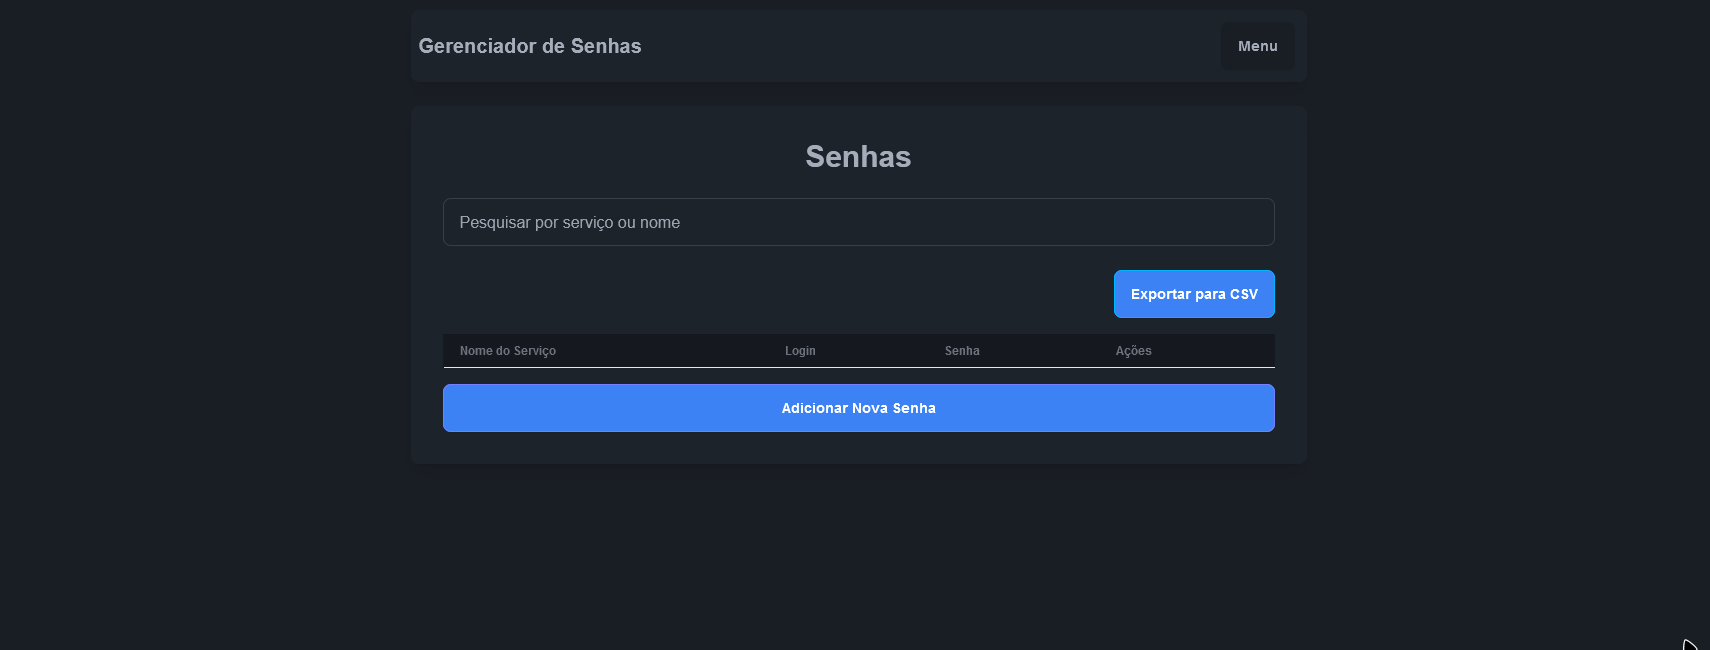 Gerenciador de Senhas
Menu
Senhas
Pesquisar por serviço ou nome
Exportar para CSV
Nome do Serviço Login Senha Ações
Adicionar Nova Senha